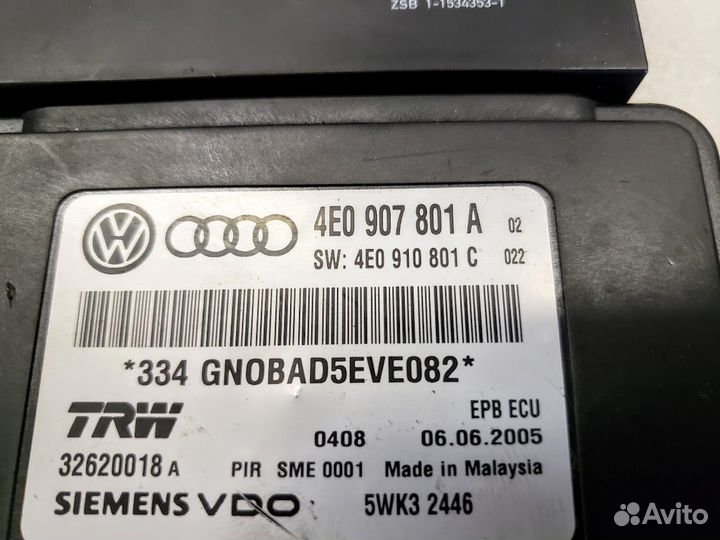 ZSB 1-1534353-1
4E0 907 801 A 02
SW: 4E0 910 801 C 022
*334 GNOBAD5EVE082*
TRW
EPB ECU
0408 06.06.2005
32620018 A PIR SME 0001 Made in Malaysia
SIEMENS VDO 5WK3 2446
Avito